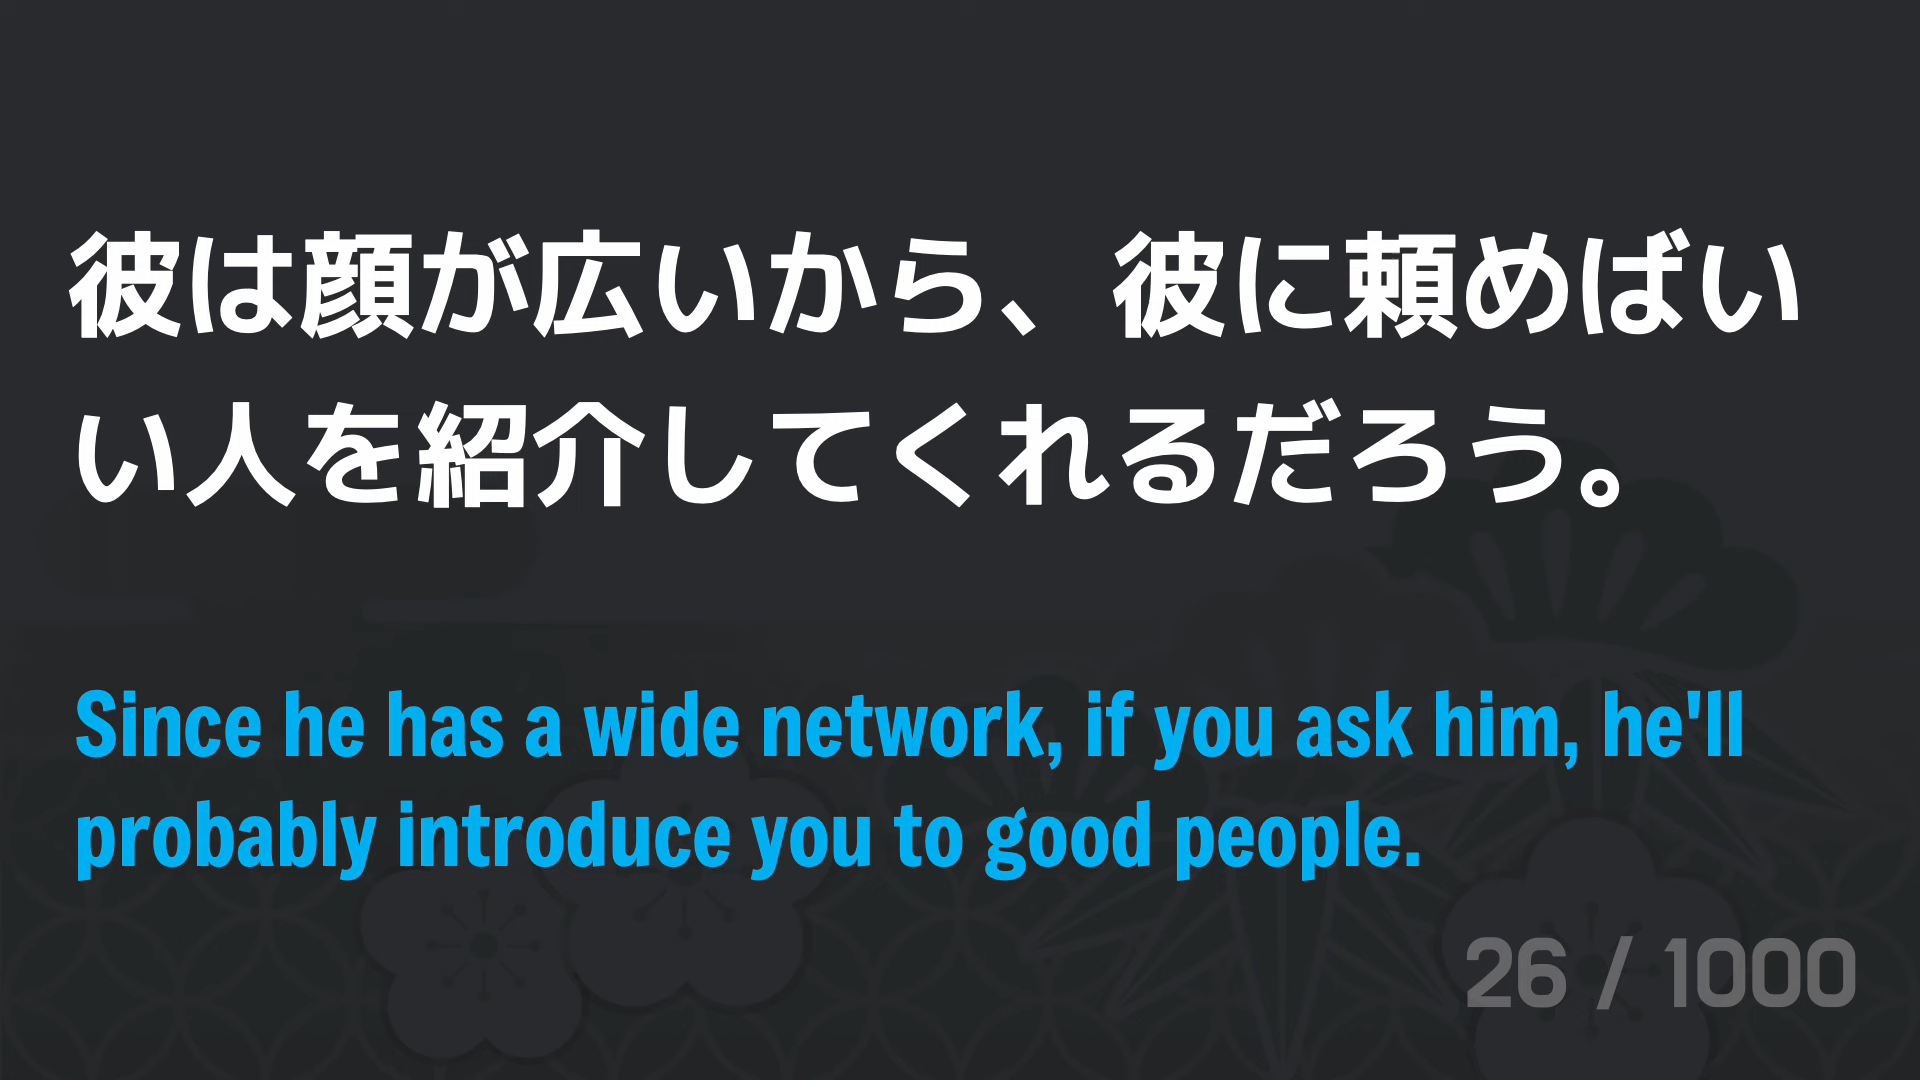 彼は顔が広いから、彼に頼めばい
い人を紹介してくれるだろう。
Since he has a wide network, if you ask him, he'll
probably introduce you to good people.
26 / 1000